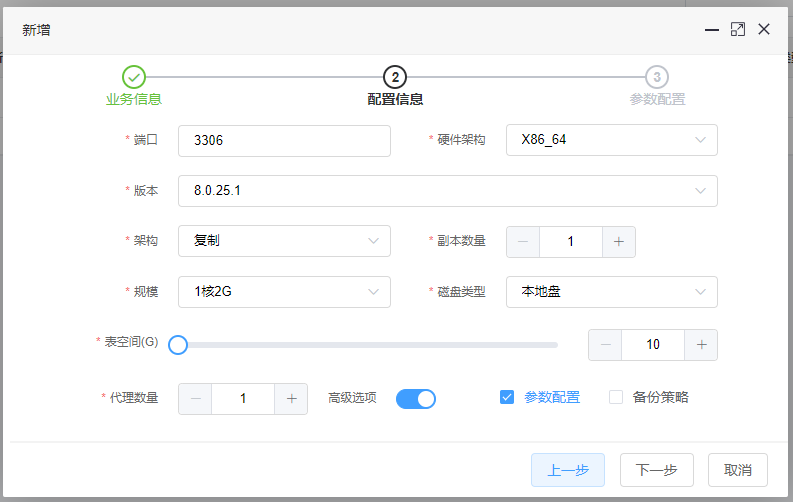 新增
2 3
业务信息 配置信息 参数配置
* 端口 3306 * 硬件架构 X86_64
* 版本 8.0.25.1
* 架构 复制 * 副本数量 − 1 +
* 规模 1核2G * 磁盘类型 本地盘
* 表空间(G) − 10 +
* 代理数量 − 1 + 高级选项 参数配置 备份策略
上一步 下一步 取消